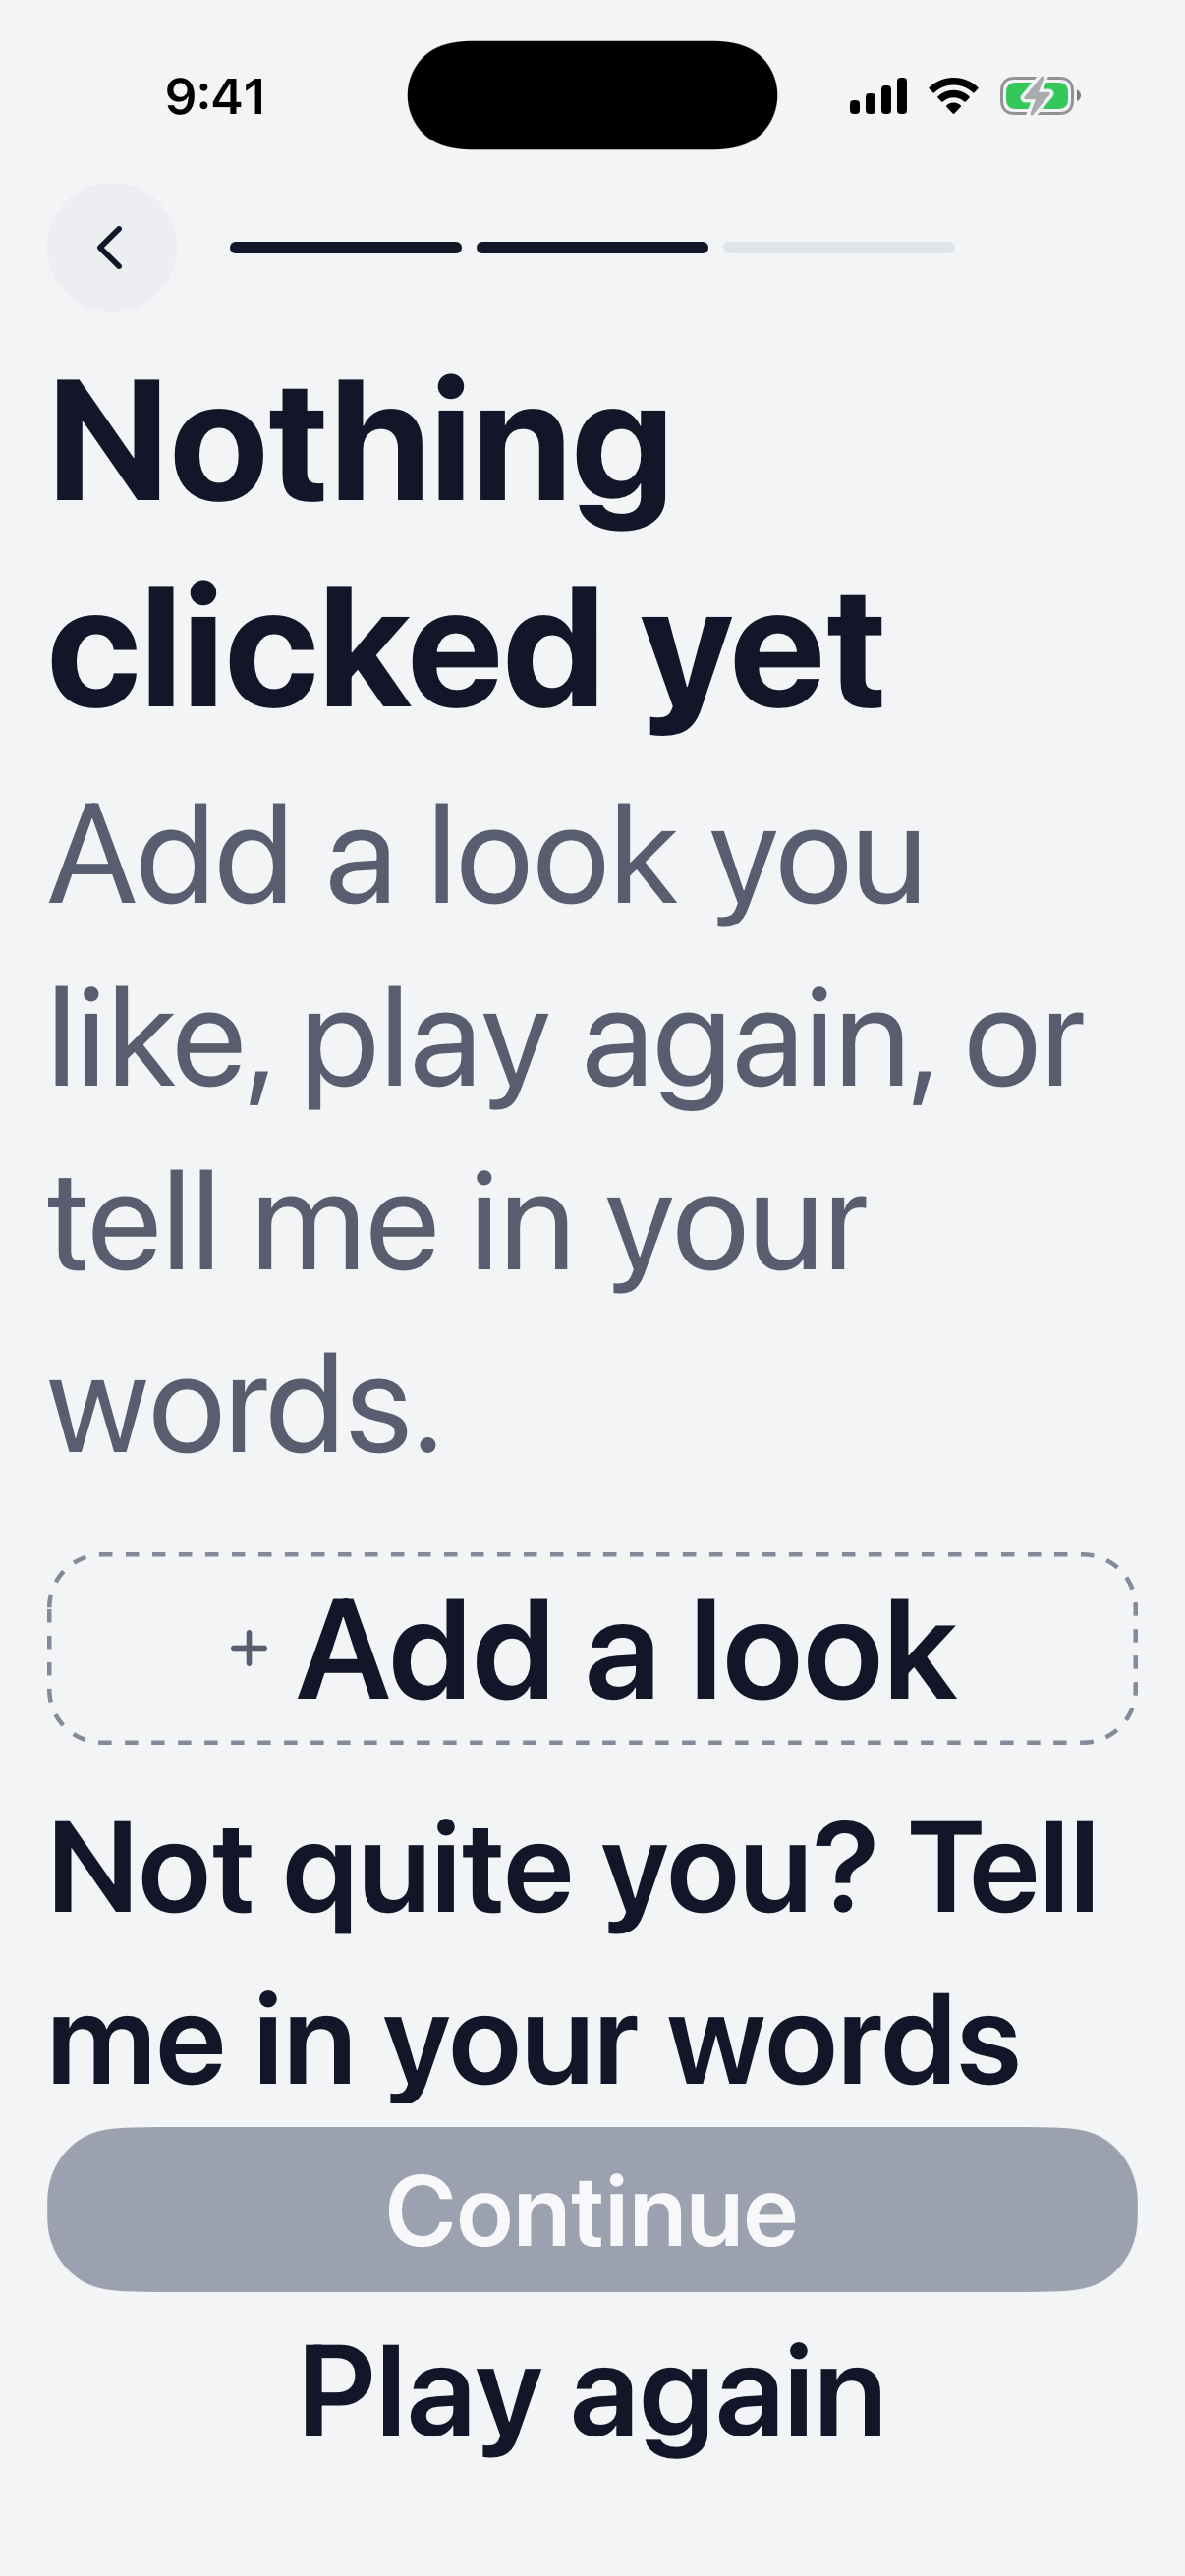 9:41
Nothing
clicked yet
Add a look you
like, play again, or
tell me in your
words.
+ Add a look
Not quite you? Tell
me in your words
Continue
Play again